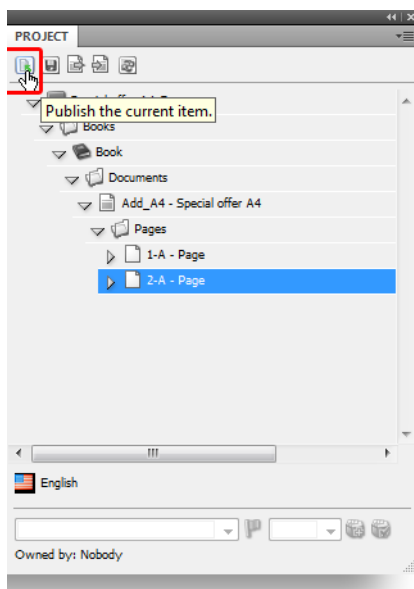 PROJECT
Publish the current item.
Books
Book
Documents
Add_A4 - Special offer A4
Pages
1-A - Page
2-A - Page
English
Owned by: Nobody